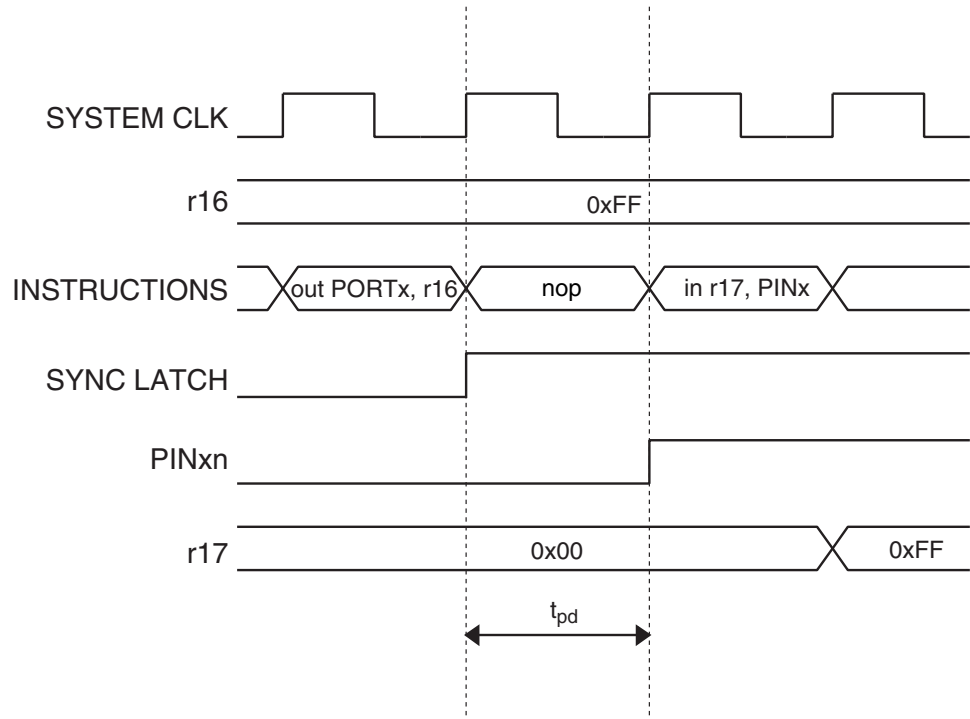 SYSTEM CLK
r16
0xFF
INSTRUCTIONS
out PORTx, r16
nop
in r17, PINx
SYNC LATCH
PINxn
r17
0x00
0xFF
tpd